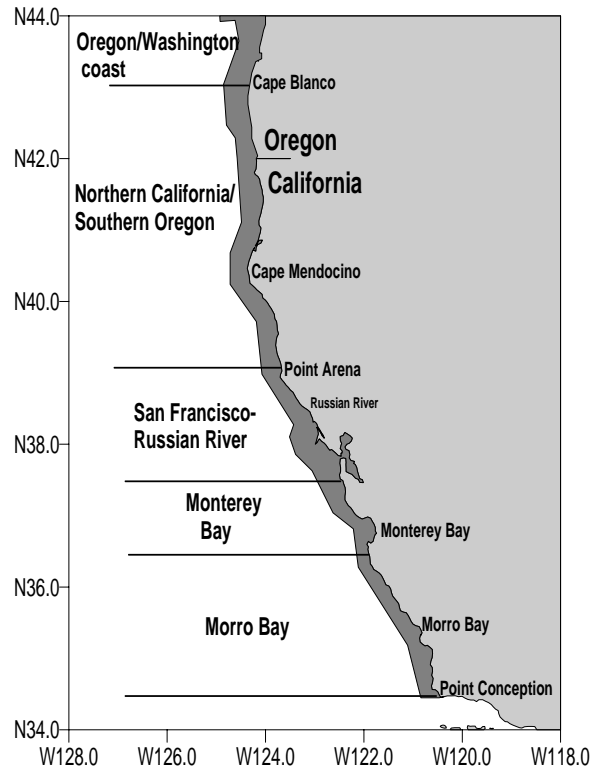 N44.0
Oregon/Washington
coast
Cape Blanco
N42.0
Oregon
California
Northern California/
Southern Oregon
Cape Mendocino
N40.0
Point Arena
Russian River
San Francisco-
Russian River
N38.0
Monterey
Bay
Monterey Bay
N36.0
Morro Bay
Morro Bay
Point Conception
N34.0
W128.0 W126.0 W124.0 W122.0 W120.0 W118.0